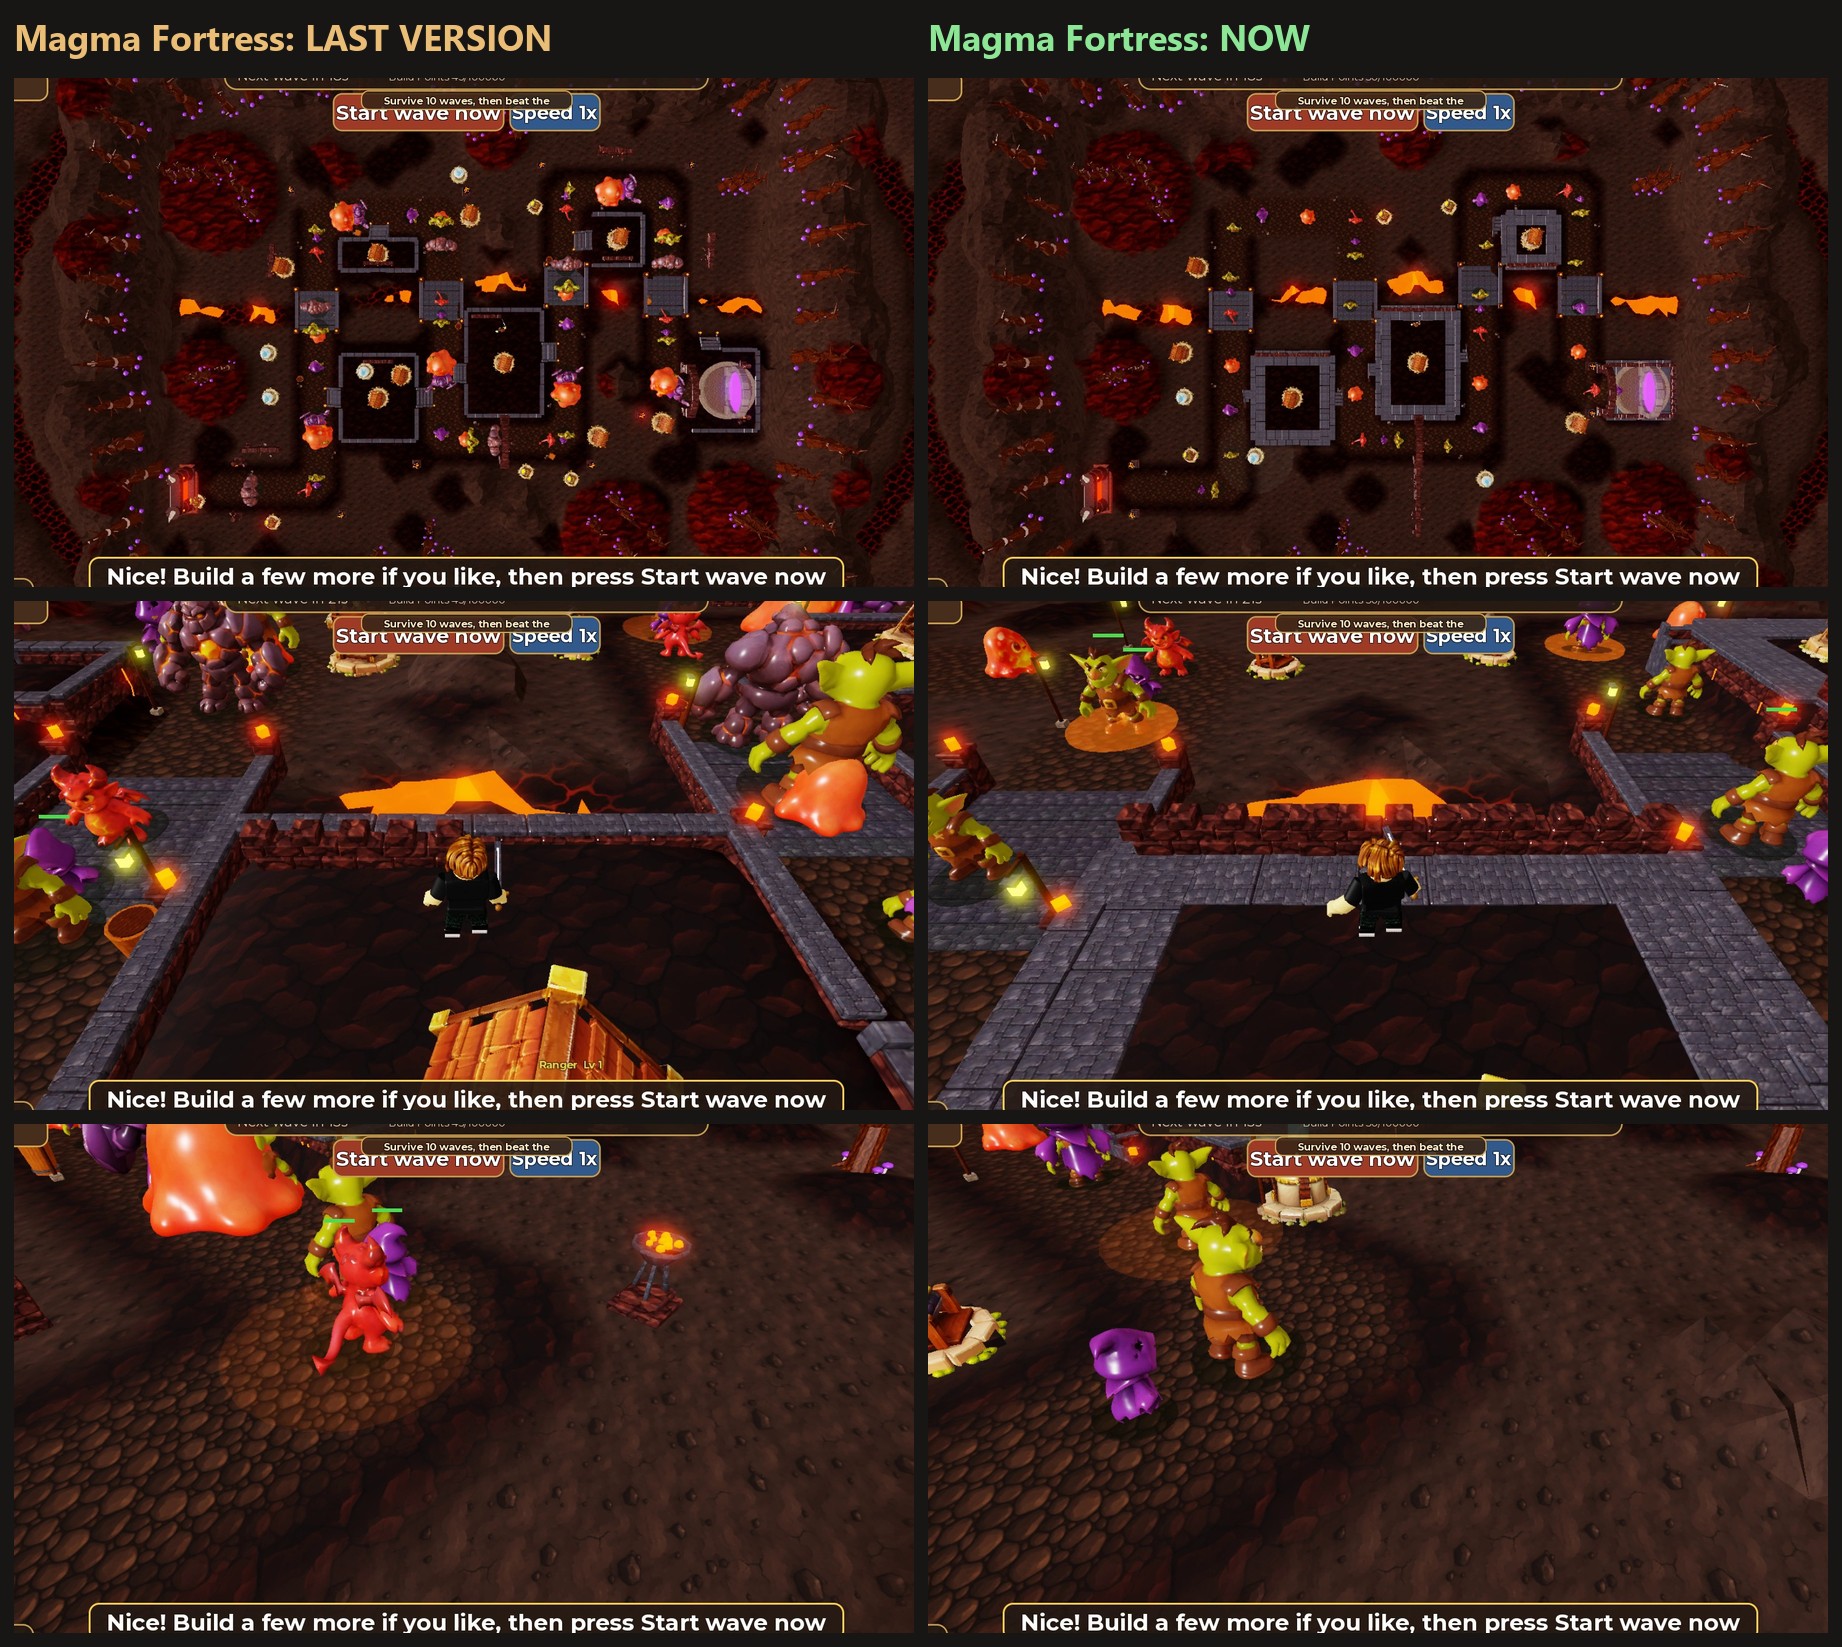 Magma Fortress: LAST VERSION
Magma Fortress: NOW
Survive 10 waves, then beat the
Start wave now
Speed 1x
Survive 10 waves, then beat the
Start wave now
Speed 1x
Nice! Build a few more if you like, then press Start wave now
Nice! Build a few more if you like, then press Start wave now
Survive 10 waves, then beat the
Start wave now
Speed 1x
Survive 10 waves, then beat the
Start wave now
Speed 1x
Ranger Lv 1
Nice! Build a few more if you like, then press Start wave now
Nice! Build a few more if you like, then press Start wave now
Survive 10 waves, then beat the
Start wave now
Speed 1x
Survive 10 waves, then beat the
Start wave now
Speed 1x
Nice! Build a few more if you like, then press Start wave now
Nice! Build a few more if you like, then press Start wave now